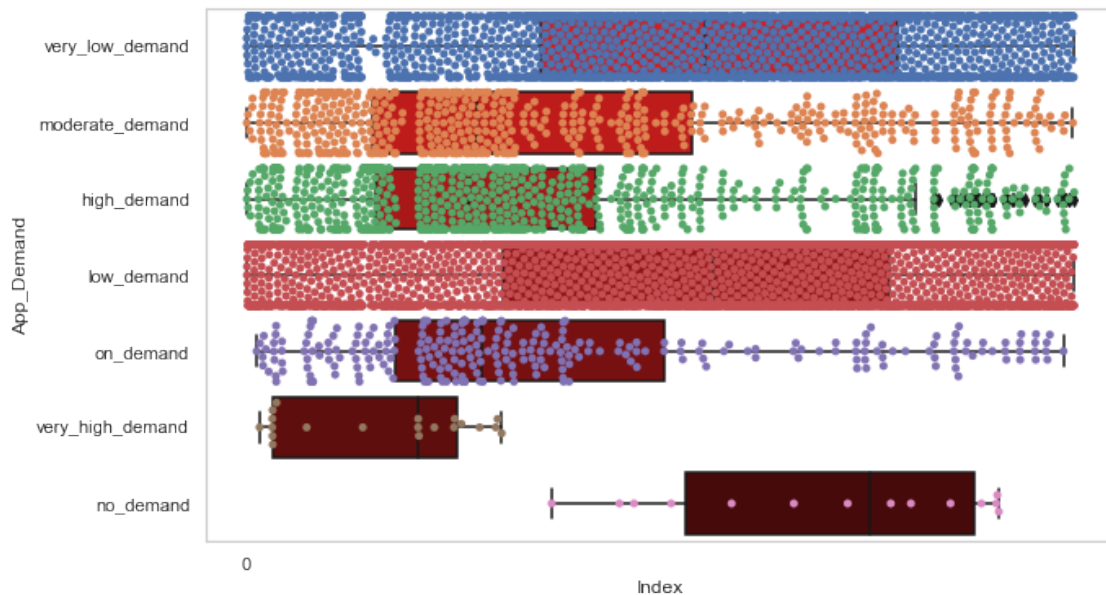 very_low_demand
moderate_demand
high_demand
low_demand
on_demand
very_high_demand
no_demand
App_Demand
0
Index